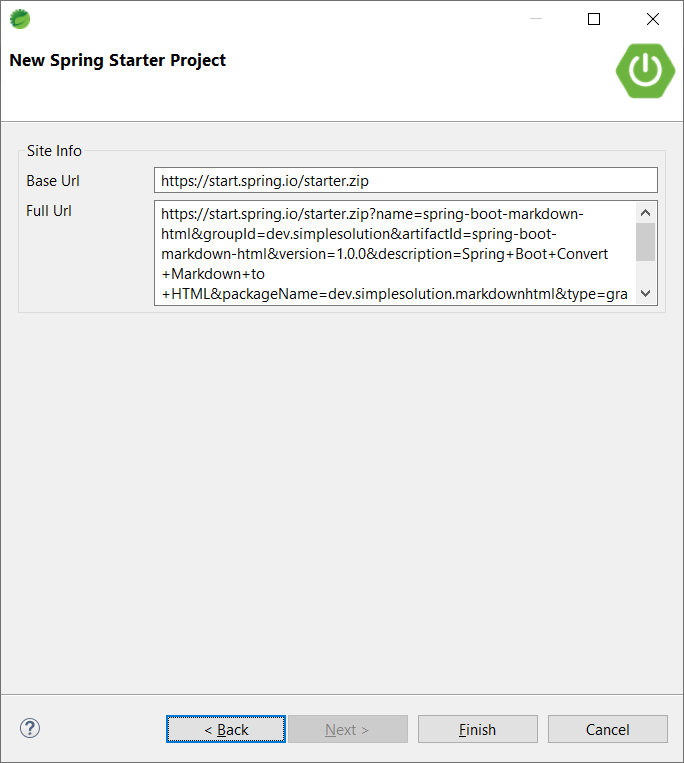 New Spring Starter Project
Site Info
Base Url
https://start.spring.io/starter.zip
Full Url
https://start.spring.io/starter.zip?name=spring-boot-markdown-
html&groupId=dev.simplesolution&artifactId=spring-boot-
markdown-html&version=1.0.0&description=Spring+Boot+Convert
+Markdown+to
+HTML&packageName=dev.simplesolution.markdownhtml&type=gra
?
< Back
Next >
Finish
Cancel